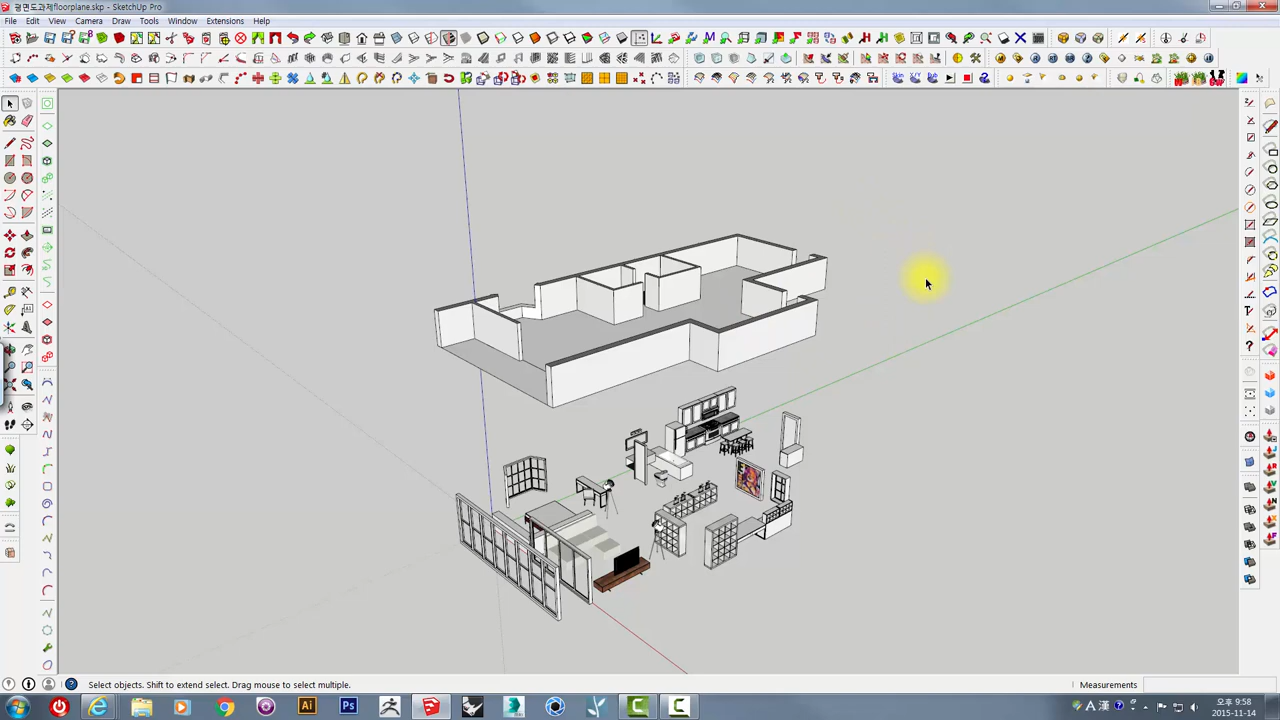 평면도과제floorplane.skp - SketchUp Pro
File Edit View Camera Draw Tools Window Extensions Help
Select objects. Shift to extend select. Drag mouse to select multiple.
Measurements
A 漢
오후 9:58
2015-11-14